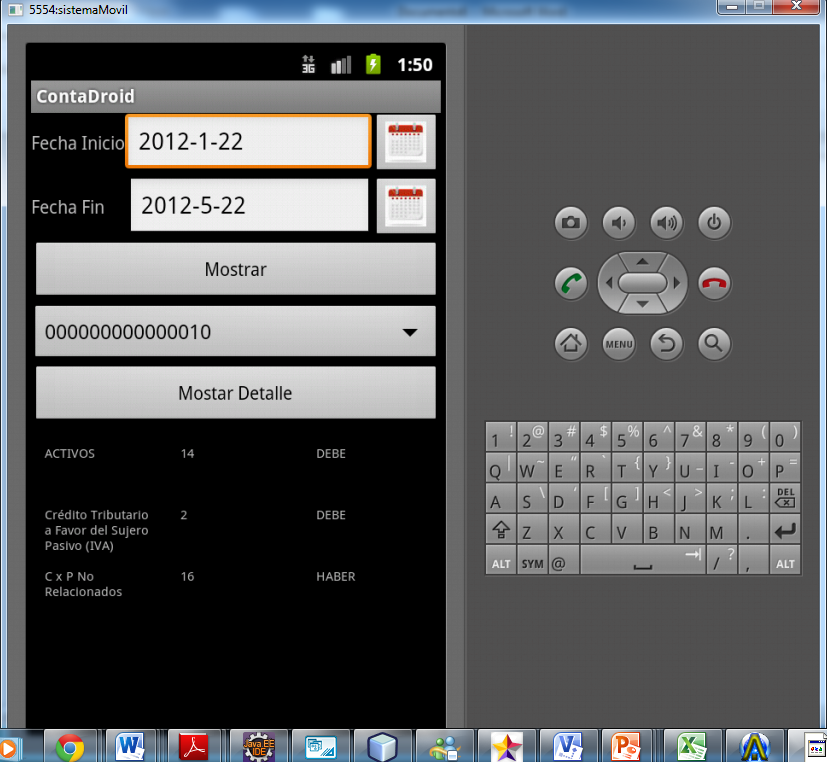 5554:sistemaMovil
3G 1:50
ContaDroid
Fecha Inicio 2012-1-22
Fecha Fin 2012-5-22
Mostrar
000000000000010
Mostar Detalle
ACTIVOS 14 DEBE
Crédito Tributario 2 DEBE
a Favor del Sujero
Pasivo (IVA)
C x P No 16 HABER
Relacionados
MENU
1 ! 2 @ 3 # 4 $ 5 % 6 ^ 7 & 8 * 9 ( 0 )
Q | W ~ E " R ` T { Y } U _ I - O + P =
A S \ D ' F [ G ] H < J > K ; L : DEL
Z X C V B N M .
ALT SYM @ / ? , ALT
Java EE
IDE